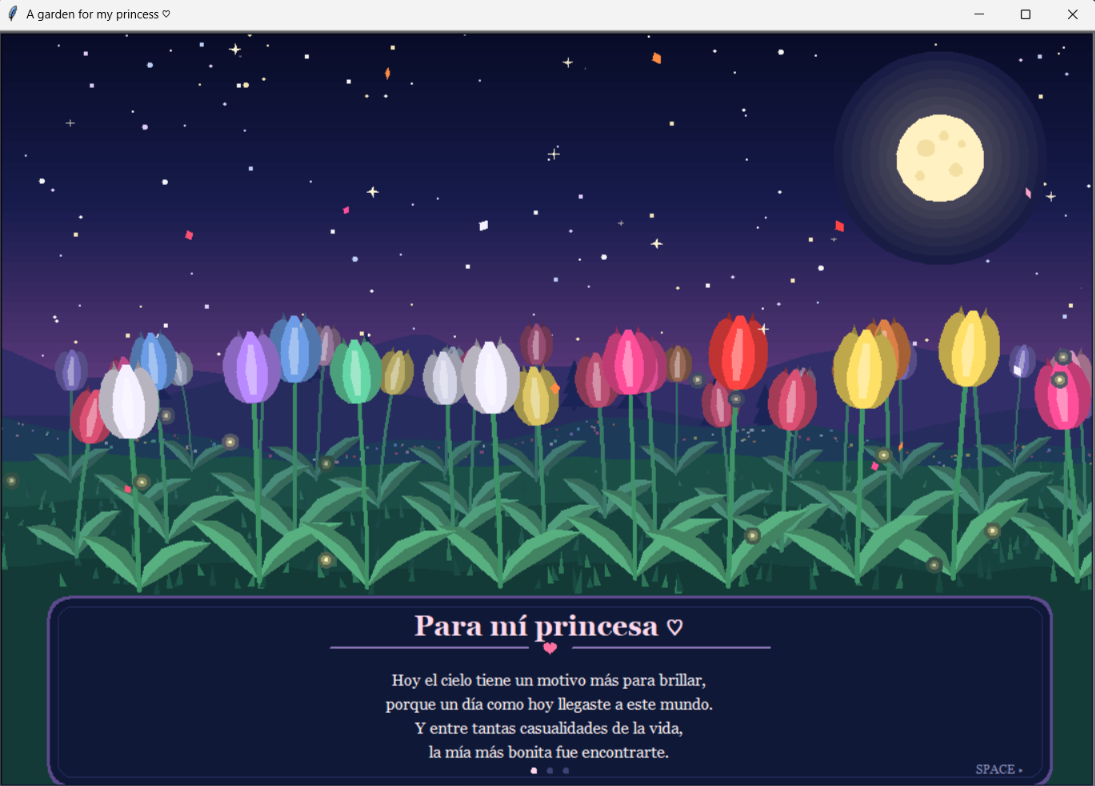 A garden for my princess ♡
Para mí princesa ♡
Hoy el cielo tiene un motivo más para brillar,
porque un día como hoy llegaste a este mundo.
Y entre tantas casualidades de la vida,
la mía más bonita fue encontrarte.
SPACE ▸